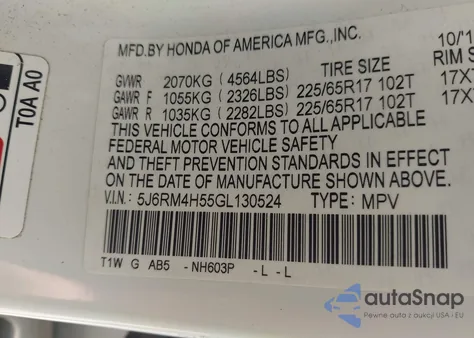 MFD.BY HONDA OF AMERICA MFG.,INC. 10/'1
TIRE SIZE RIM S
GVWR 2070KG ( 4564LBS)
GAWR F 1055KG ( 2326LBS) 225/65R17 102T 17X
GAWR R 1035KG ( 2282LBS) 225/65R17 102T 17X
THIS VEHICLE CONFORMS TO ALL APPLICABLE
FEDERAL MOTOR VEHICLE SAFETY
AND THEFT PREVENTION STANDARDS IN EFFECT
ON THE DATE OF MANUFACTURE SHOWN ABOVE.
V.I.N.: 5J6RM4H55GL130524 TYPE: MPV
T1W G AB5 -NH603P -L -L
T0A A0
autoSnap
Pewne auta z USA i EU